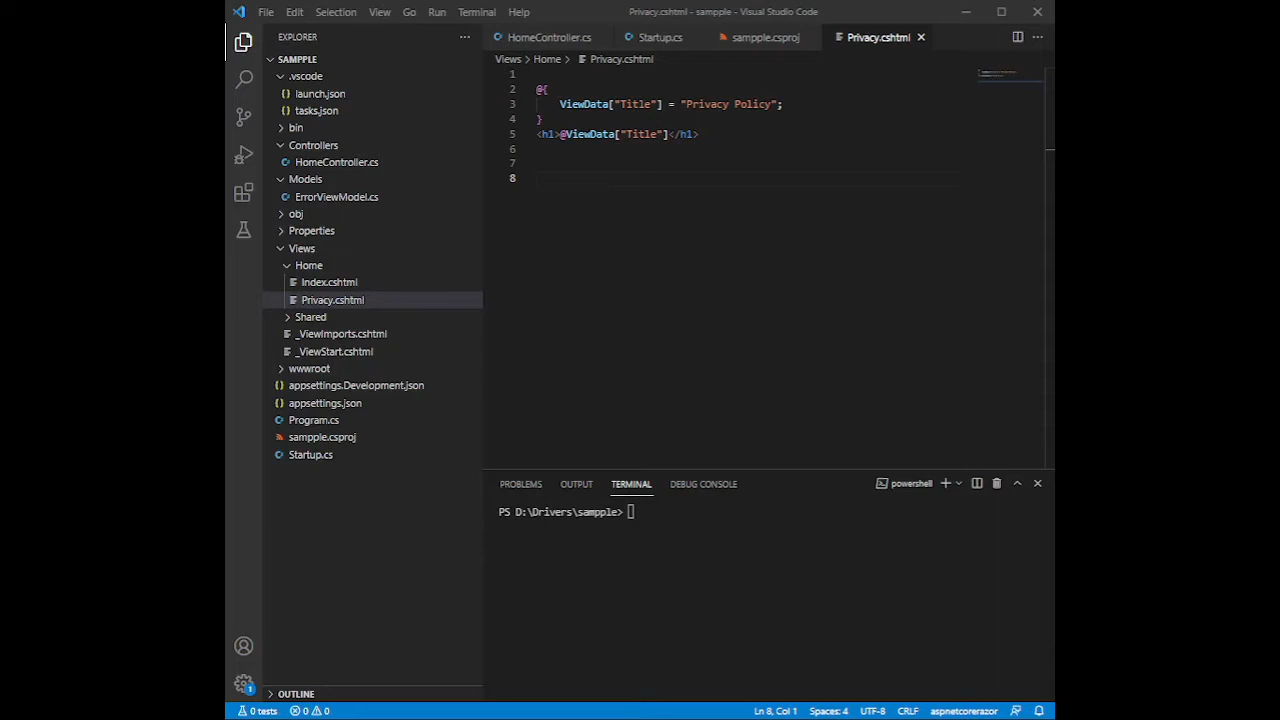 File Edit Selection View Go Run Terminal Help Privacy.cshtml - sampple - Visual Studio Code
EXPLORER
SAMPPLE
.vscode
launch.json
tasks.json
bin
Controllers
HomeController.cs
Models
ErrorViewModel.cs
obj
Properties
Views
Home
Index.cshtml
Privacy.cshtml
Shared
_ViewImports.cshtml
_ViewStart.cshtml
wwwroot
appsettings.Development.json
appsettings.json
Program.cs
sampple.csproj
Startup.cs
OUTLINE
HomeController.cs Startup.cs sampple.csproj Privacy.cshtml
Views > Home > Privacy.cshtml
1
2 @{
3 ViewData["Title"] = "Privacy Policy";
4 }
5 <h1>@ViewData["Title"]</h1>
6
7
8
PROBLEMS OUTPUT TERMINAL DEBUG CONSOLE powershell
PS D:\Drivers\sampple>
1
0 tests 0 0 Ln 8, Col 1 Spaces: 4 UTF-8 CRLF aspnetcorerazor